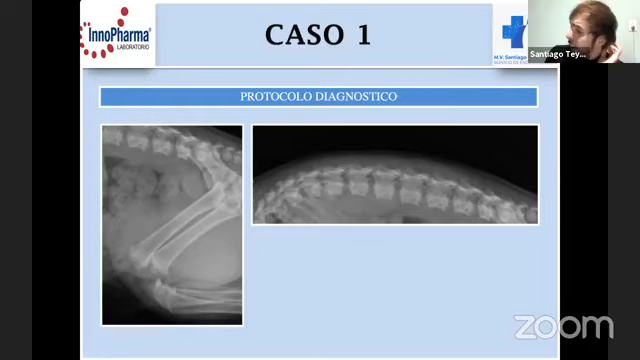 InnoPharma
LABORATORIO
CASO 1
M.V. Santiago
Santiago Tey...
PROTOCOLO DIAGNOSTICO
zoom